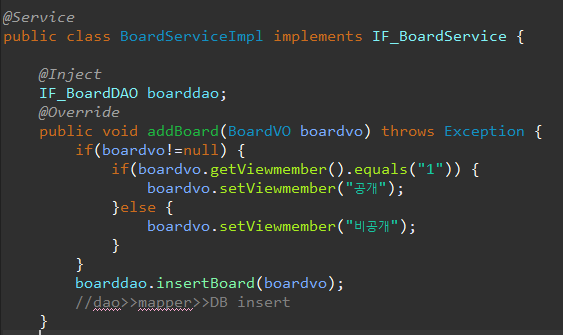 @Service
public class BoardServiceImpl implements IF_BoardService {
@Inject
IF_BoardDAO boarddao;
@Override
public void addBoard(BoardVO boardvo) throws Exception {
if(boardvo!=null) {
if(boardvo.getViewmember().equals("1")) {
boardvo.setViewmember("공개");
}else {
boardvo.setViewmember("비공개");
}
}
boarddao.insertBoard(boardvo);
//dao>>mapper>>DB insert
}